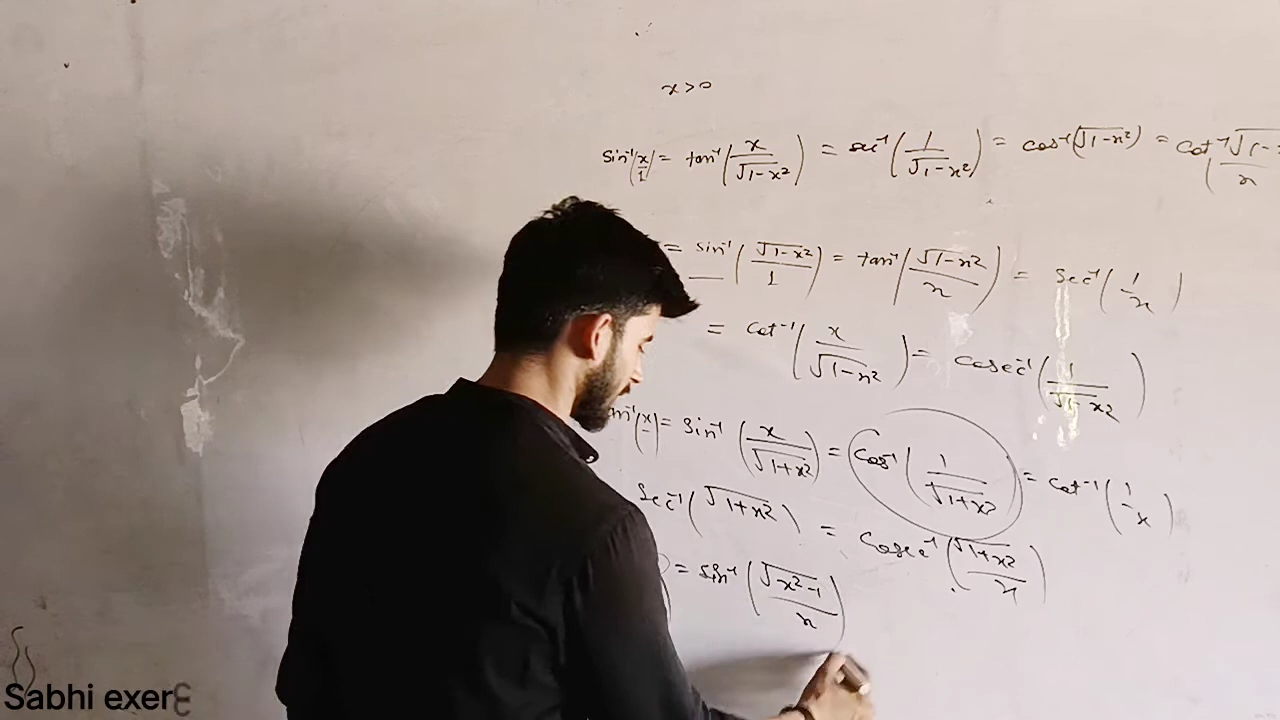 x>0
sin⁻¹(x/1) = tan⁻¹(x/√1-x²) = sec⁻¹(1/√1-x²) = cos⁻¹(√1-x²) = cot⁻¹(√1-/x
= sin⁻¹(√1-x²/1) = tan⁻¹(√1-x²/x) = sec⁻¹(1/x)
= cot⁻¹(x/√1-x²) = cosec⁻¹(1/√1-x²)
an⁻¹(x/-) = sin⁻¹(x/√1+x²) = cos⁻¹(1/√1+x²) = cot⁻¹(1/x)
sec⁻¹(√1+x²) = cosec⁻¹(√1+x²/x)
) = sin⁻¹(√x²-1/x)
Sabhi exer